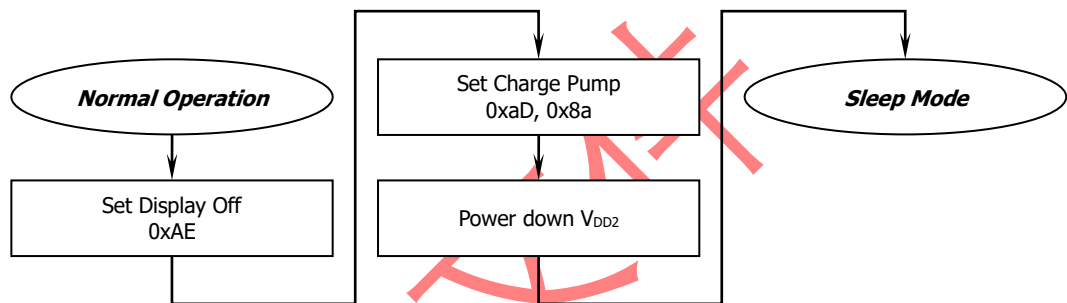 Normal Operation
Set Display Off
0xAE
Set Charge Pump
0xaD, 0x8a
Power down VDD2
Sleep Mode